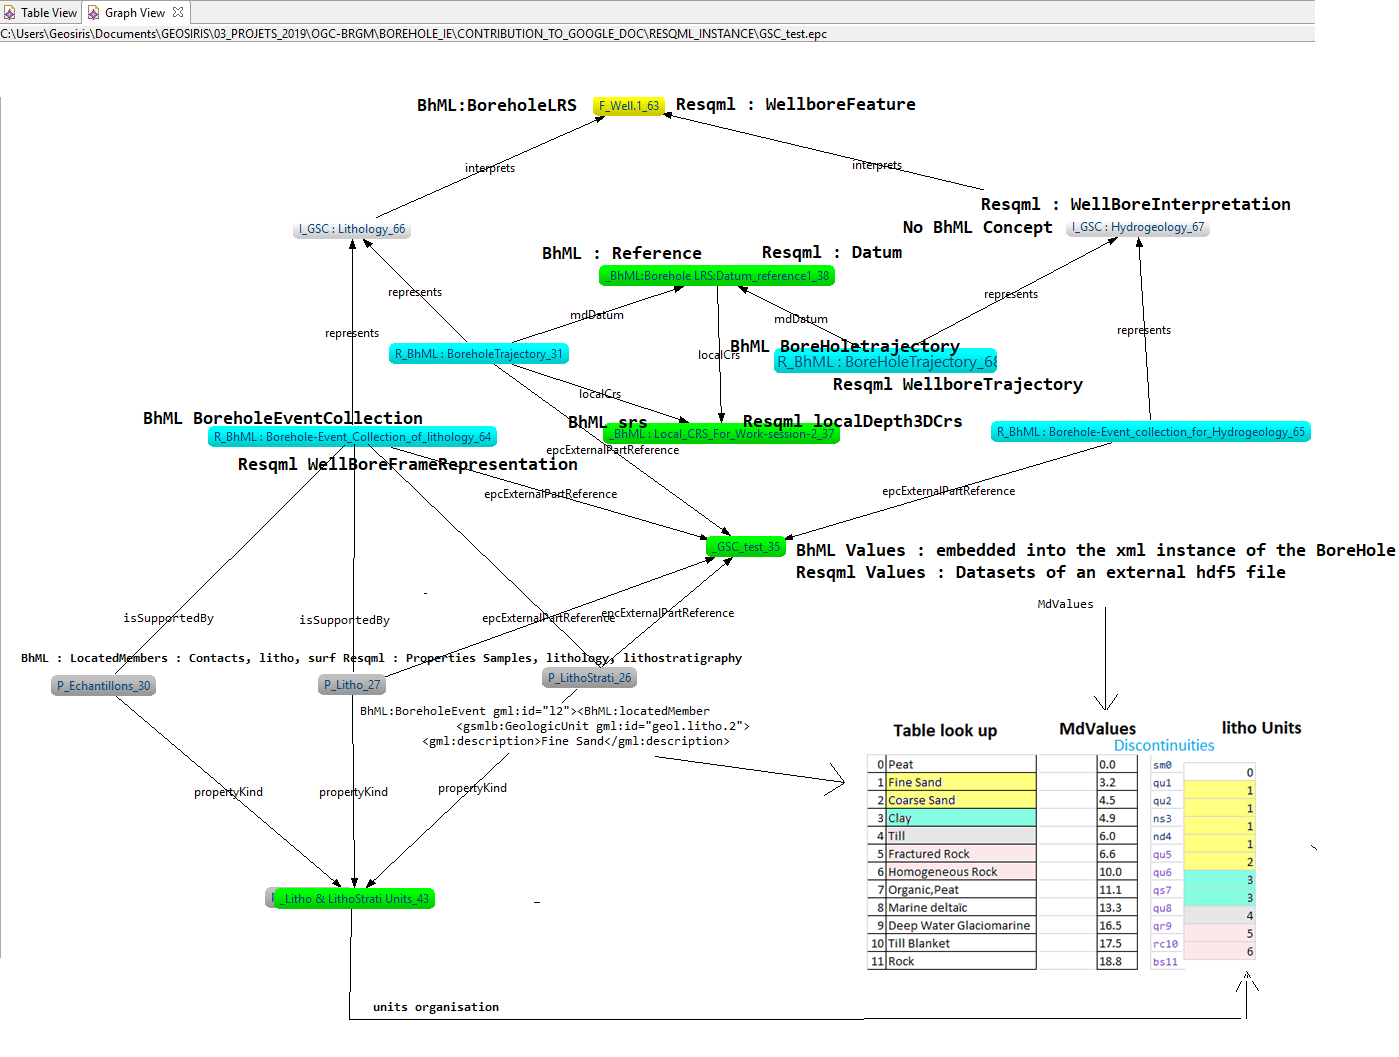 Table View Graph View
C:\Users\Geosiris\Documents\GEOSIRIS\03_PROJETS_2019\OGC-BRGM\BOREHOLE_IE\CONTRIBUTION_TO_GOOGLE_DOC\RESQML_INSTANCE\GSC_test.epc
BhML:BoreholeLRS F_Well.1_63 Resqml : WellboreFeature
interprets
interprets
Resqml : WellBoreInterpretation
I_GSC : Lithology_66
No BhML Concept I_GSC : Hydrogeology_67
BhML : Reference Resqml : Datum
_BhML:Borehole LRS:Datum_reference1_38
represents
represents
mdDatum
mdDatum
represents
represents
BhML BoreHoletrajectory
R_BhML : BoreholeTrajectory_31
localCrs
R_BhML : BoreHoleTrajectory_68
Resqml WellboreTrajectory
localCrs
BhML BoreholeEventCollection
BhML srs
Resqml localDepth3DCrs
R_BhML : Borehole-Event_Collection_of_lithology_64
_BhML : Local_CRS_For_Work-session-2_37
R_BhML : Borehole-Event_collection_for_Hydrogeology_65
epcExternalPartReference
Resqml WellBoreFrameRepresentation
epcExternalPartReference
epcExternalPartReference
_GSC_test_35
BhML Values : embedded into the xml instance of the BoreHole
Resqml Values : Datasets of an external hdf5 file
MdValues
isSupportedBy
isSupportedBy
epcExternalPartReference
epcExternalPartReference
BhML : LocatedMembers : Contacts, litho, surf Resqml : Properties Samples, lithology, lithostratigraphy
P_Echantillons_30
P_Litho_27
P_LithoStrati_26
BhML:BoreholeEvent gml:id="l2"><BhML:locatedMember
<gsmlb:GeologicUnit gml:id="geol.litho.2">
<gml:description>Fine Sand</gml:description>
propertyKind
propertyKind
propertyKind
Table look up MdValues litho Units
Discontinuities
0 Peat 0.0 sm0 0
1 Fine Sand 3.2 qu1 1
2 Coarse Sand 4.5 qu2 1
3 Clay 4.9 ns3 1
4 Till 6.0 nd4 1
5 Fractured Rock 6.6 qu5 2
6 Homogeneous Rock 10.0 qu6 3
7 Organic,Peat 11.1 qs7 3
8 Marine deltaïc 13.3 qu8 4
9 Deep Water Glaciomarine 16.5 qr9 5
10 Till Blanket 17.5 rc10 6
11 Rock 18.8 bs11
_Litho & LithoStrati Units_43
units organisation